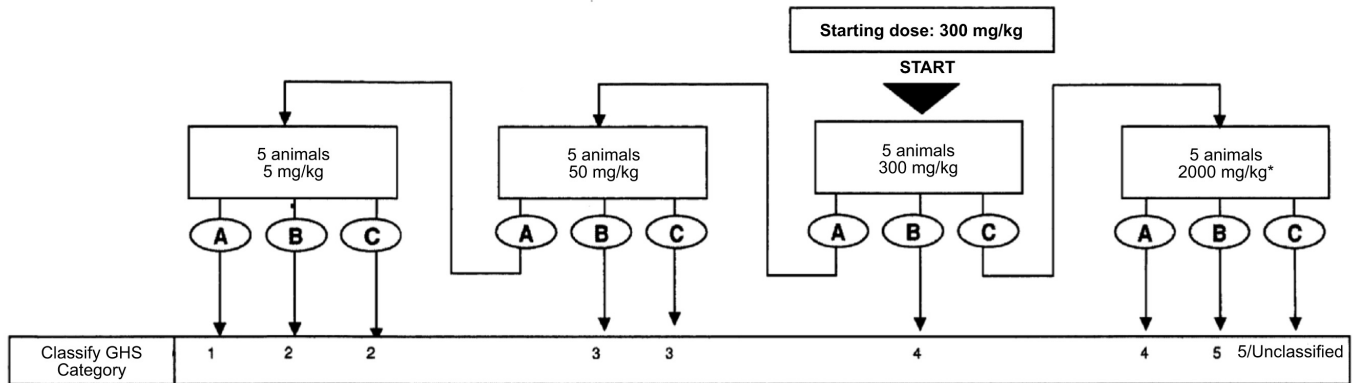 Starting dose: 300 mg/kg
START
5 animals
5 mg/kg
5 animals
50 mg/kg
5 animals
300 mg/kg
5 animals
2000 mg/kg*
A B C A B C A B C A B C
Classify GHS
Category
1 2 2 3 3 4 4 5 5/Unclassified